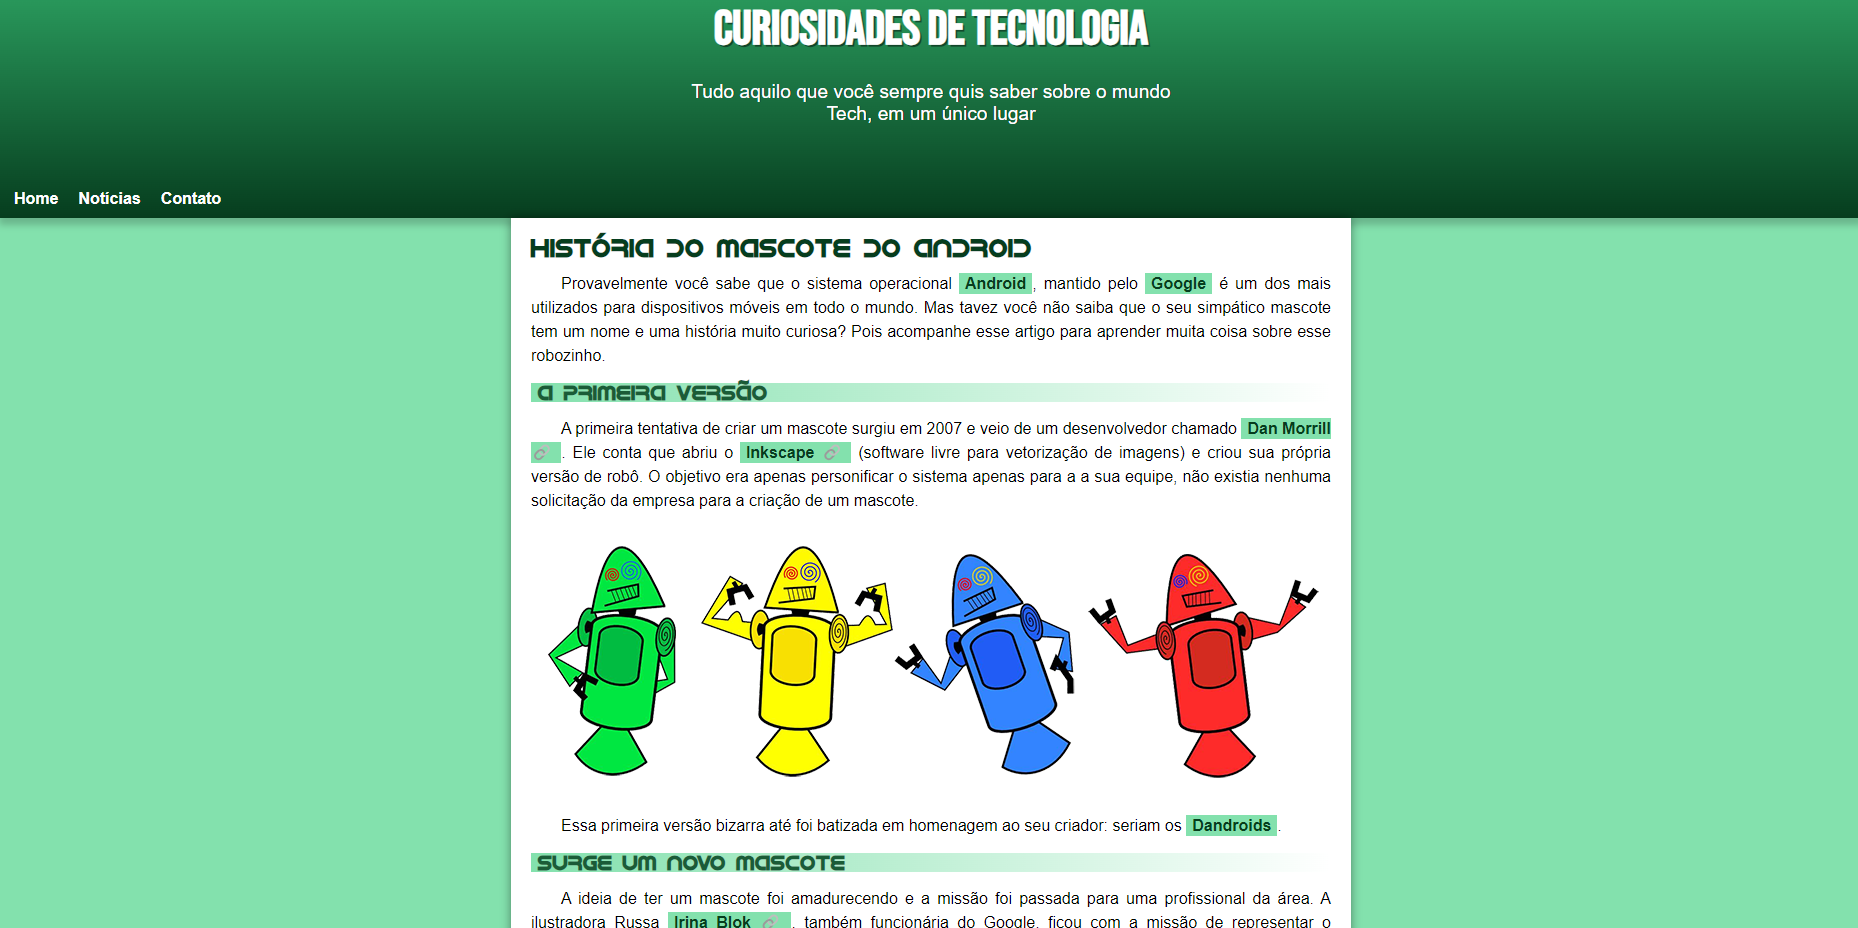 CURIOSIDADES DE TECNOLOGIA
Tudo aquilo que você sempre quis saber sobre o mundo
Tech, em um único lugar
Home Notícias Contato
HISTÓRIA DO MASCOTE DO ANDROID
Provavelmente você sabe que o sistema operacional Android, mantido pelo Google é um dos mais
utilizados para dispositivos móveis em todo o mundo. Mas tavez você não saiba que o seu simpático mascote
tem um nome e uma história muito curiosa? Pois acompanhe esse artigo para aprender muita coisa sobre esse
robozinho.
A PRIMEIRA VERSÃO
A primeira tentativa de criar um mascote surgiu em 2007 e veio de um desenvolvedor chamado Dan Morrill
. Ele conta que abriu o Inkscape (software livre para vetorização de imagens) e criou sua própria
versão de robô. O objetivo era apenas personificar o sistema apenas para a a sua equipe, não existia nenhuma
solicitação da empresa para a criação de um mascote.
Essa primeira versão bizarra até foi batizada em homenagem ao seu criador: seriam os Dandroids.
SURGE UM NOVO MASCOTE
A ideia de ter um mascote foi amadurecendo e a missão foi passada para uma profissional da área. A
ilustradora Russa Irina Blok, também funcionária do Google, ficou com a missão de representar o